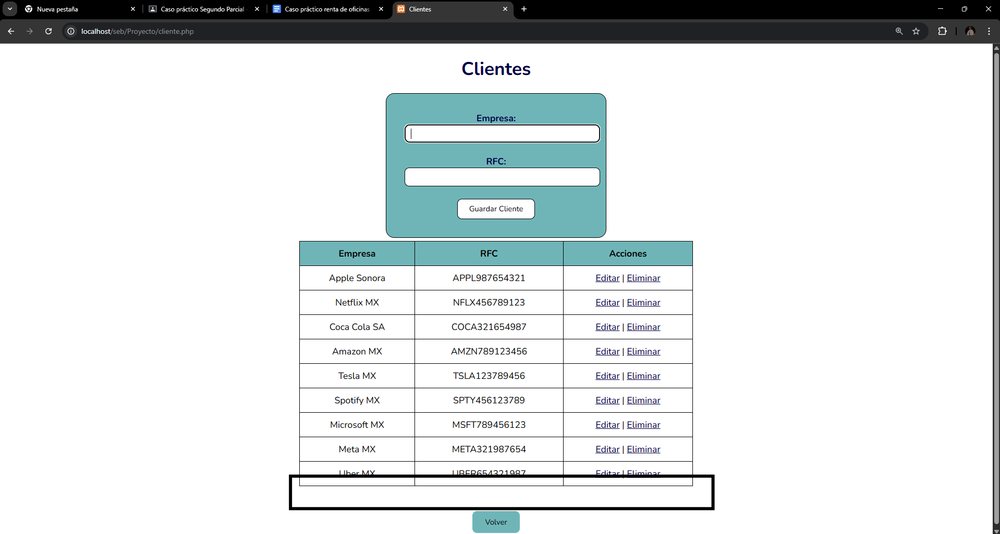 Nueva pestaña
Caso práctico Segundo Parcial
Caso práctico renta de oficinas
Clientes
localhost/seb/Proyecto/cliente.php
Clientes
Empresa:
RFC:
Guardar Cliente
Empresa RFC Acciones
Apple Sonora APPL987654321 Editar | Eliminar
Netflix MX NFLX456789123 Editar | Eliminar
Coca Cola SA COCA321654987 Editar | Eliminar
Amazon MX AMZN789123456 Editar | Eliminar
Tesla MX TSLA123789456 Editar | Eliminar
Spotify MX SPTY456123789 Editar | Eliminar
Microsoft MX MSFT789456123 Editar | Eliminar
Meta MX META321987654 Editar | Eliminar
Uber MX UBER654321987 Editar | Eliminar
Volver